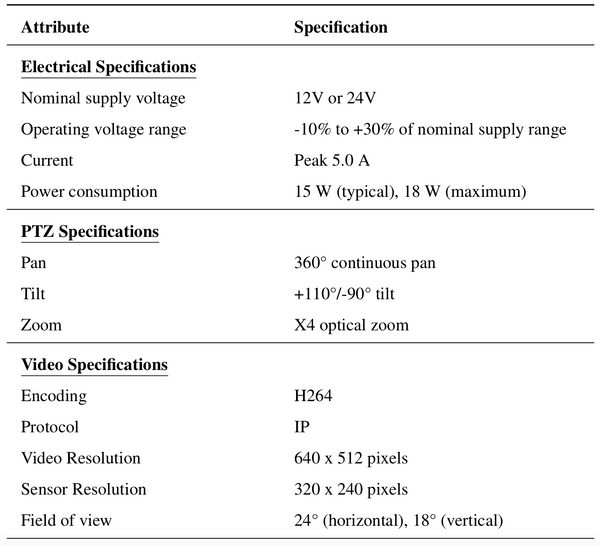 Attribute Specification
Electrical Specifications
Nominal supply voltage 12V or 24V
Operating voltage range -10% to +30% of nominal supply range
Current Peak 5.0 A
Power consumption 15 W (typical), 18 W (maximum)
PTZ Specifications
Pan 360° continuous pan
Tilt +110°/-90° tilt
Zoom X4 optical zoom
Video Specifications
Encoding H264
Protocol IP
Video Resolution 640 x 512 pixels
Sensor Resolution 320 x 240 pixels
Field of view 24° (horizontal), 18° (vertical)